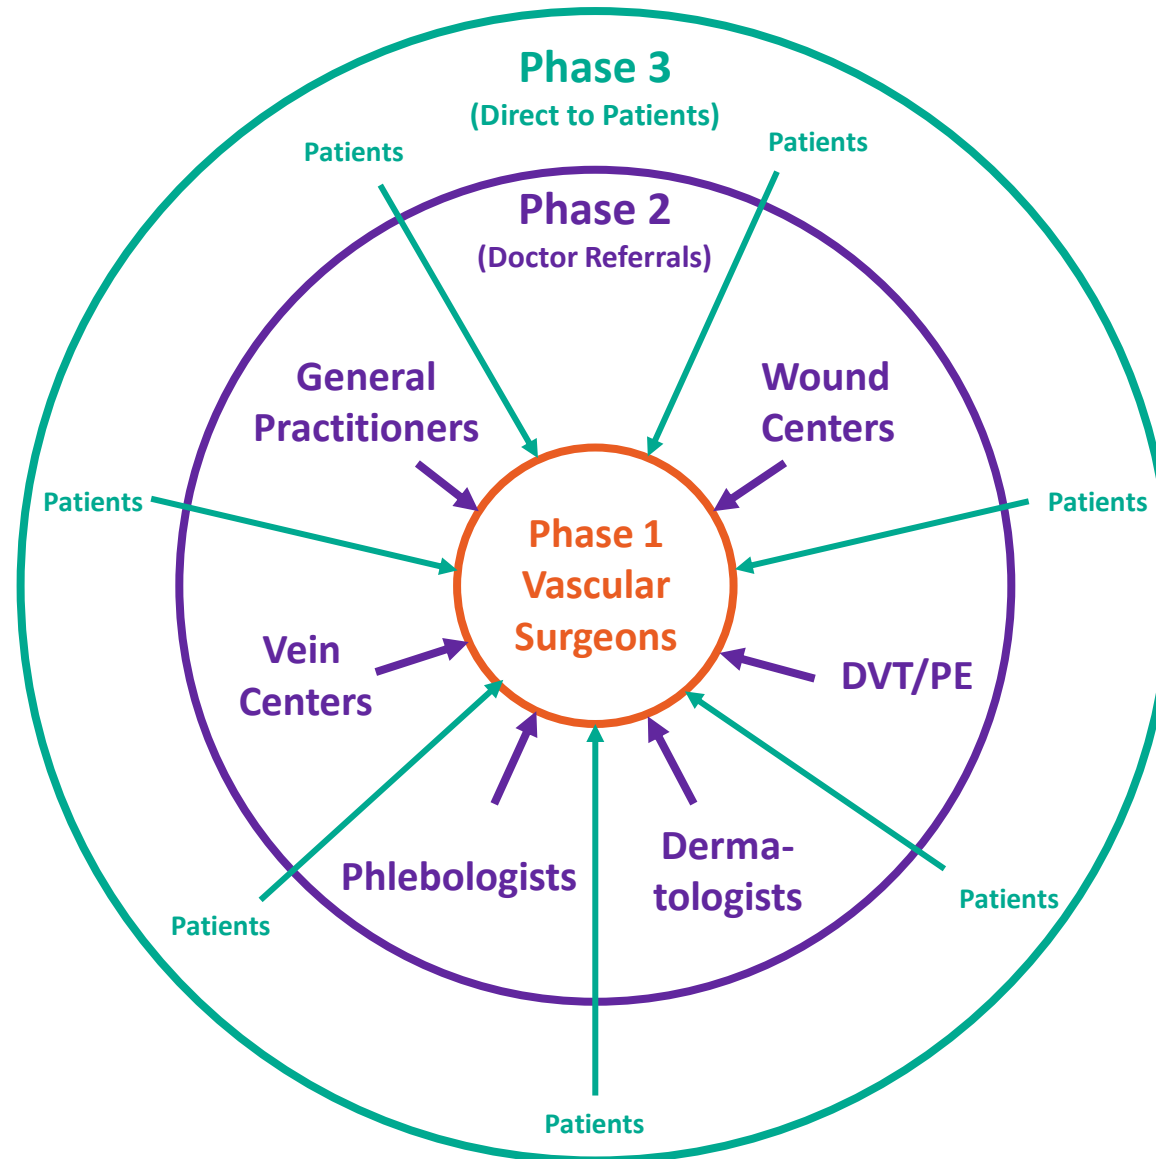 Phase 3
(Direct to Patients)
Patients
Patients
Phase 2
(Doctor Referrals)
General
Practitioners
Wound
Centers
Patients
Patients
Phase 1
Vascular
Surgeons
Vein
Centers
DVT/PE
Phlebologists
Derma-
tologists
Patients
Patients
Patients